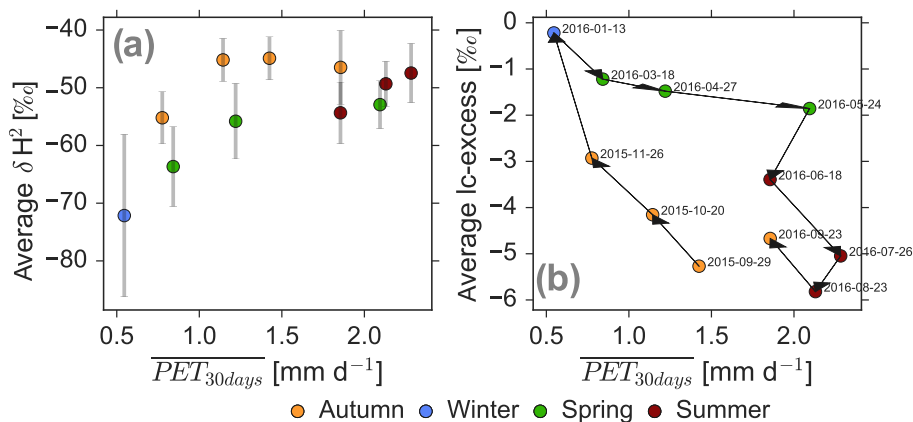 (a)
Average δ H²
[‰]
−40
−50
−60
−70
−80
0.5 1.0 1.5 2.0
PET30days [mm d⁻¹]
(b)
Average lc-excess [‰]
0
−1
−2
−3
−4
−5
−6
2016-01-13
2016-03-18
2016-04-27
2016-05-24
2015-11-26
2016-06-18
2015-10-20
2016-09-23
2016-07-26
2015-09-29
2016-08-23
0.5 1.0 1.5 2.0
PET30days [mm d⁻¹]
Autumn Winter Spring Summer